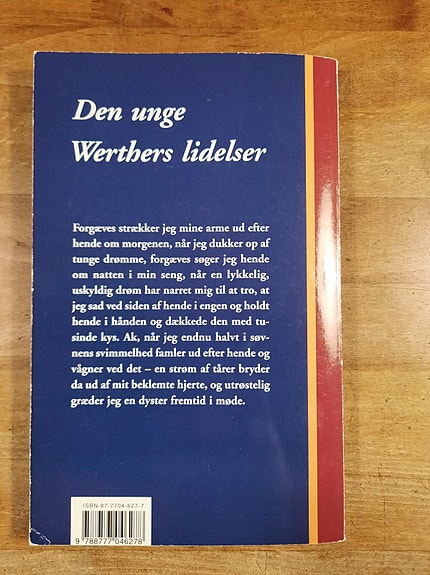 Den unge
Werthers lidelser
Forgæves strækker jeg mine arme ud efter
hende om morgenen, når jeg dukker op af
tunge drømme, forgæves søger jeg hende
om natten i min seng, når en lykkelig,
uskyldig drøm har narret mig til at tro, at
jeg sad ved siden af hende i engen og holdt
hende i hånden og dækkede den med tu-
sinde kys. Ak, når jeg endnu halvt i søv-
nens svimmelhed famler ud efter hende og
vågner ved det – en strøm af tårer bryder
da ud af mit beklemte hjerte, og utrøstelig
græder jeg en dyster fremtid i møde.
ISBN 87-7704-627-7
9 788777 046278